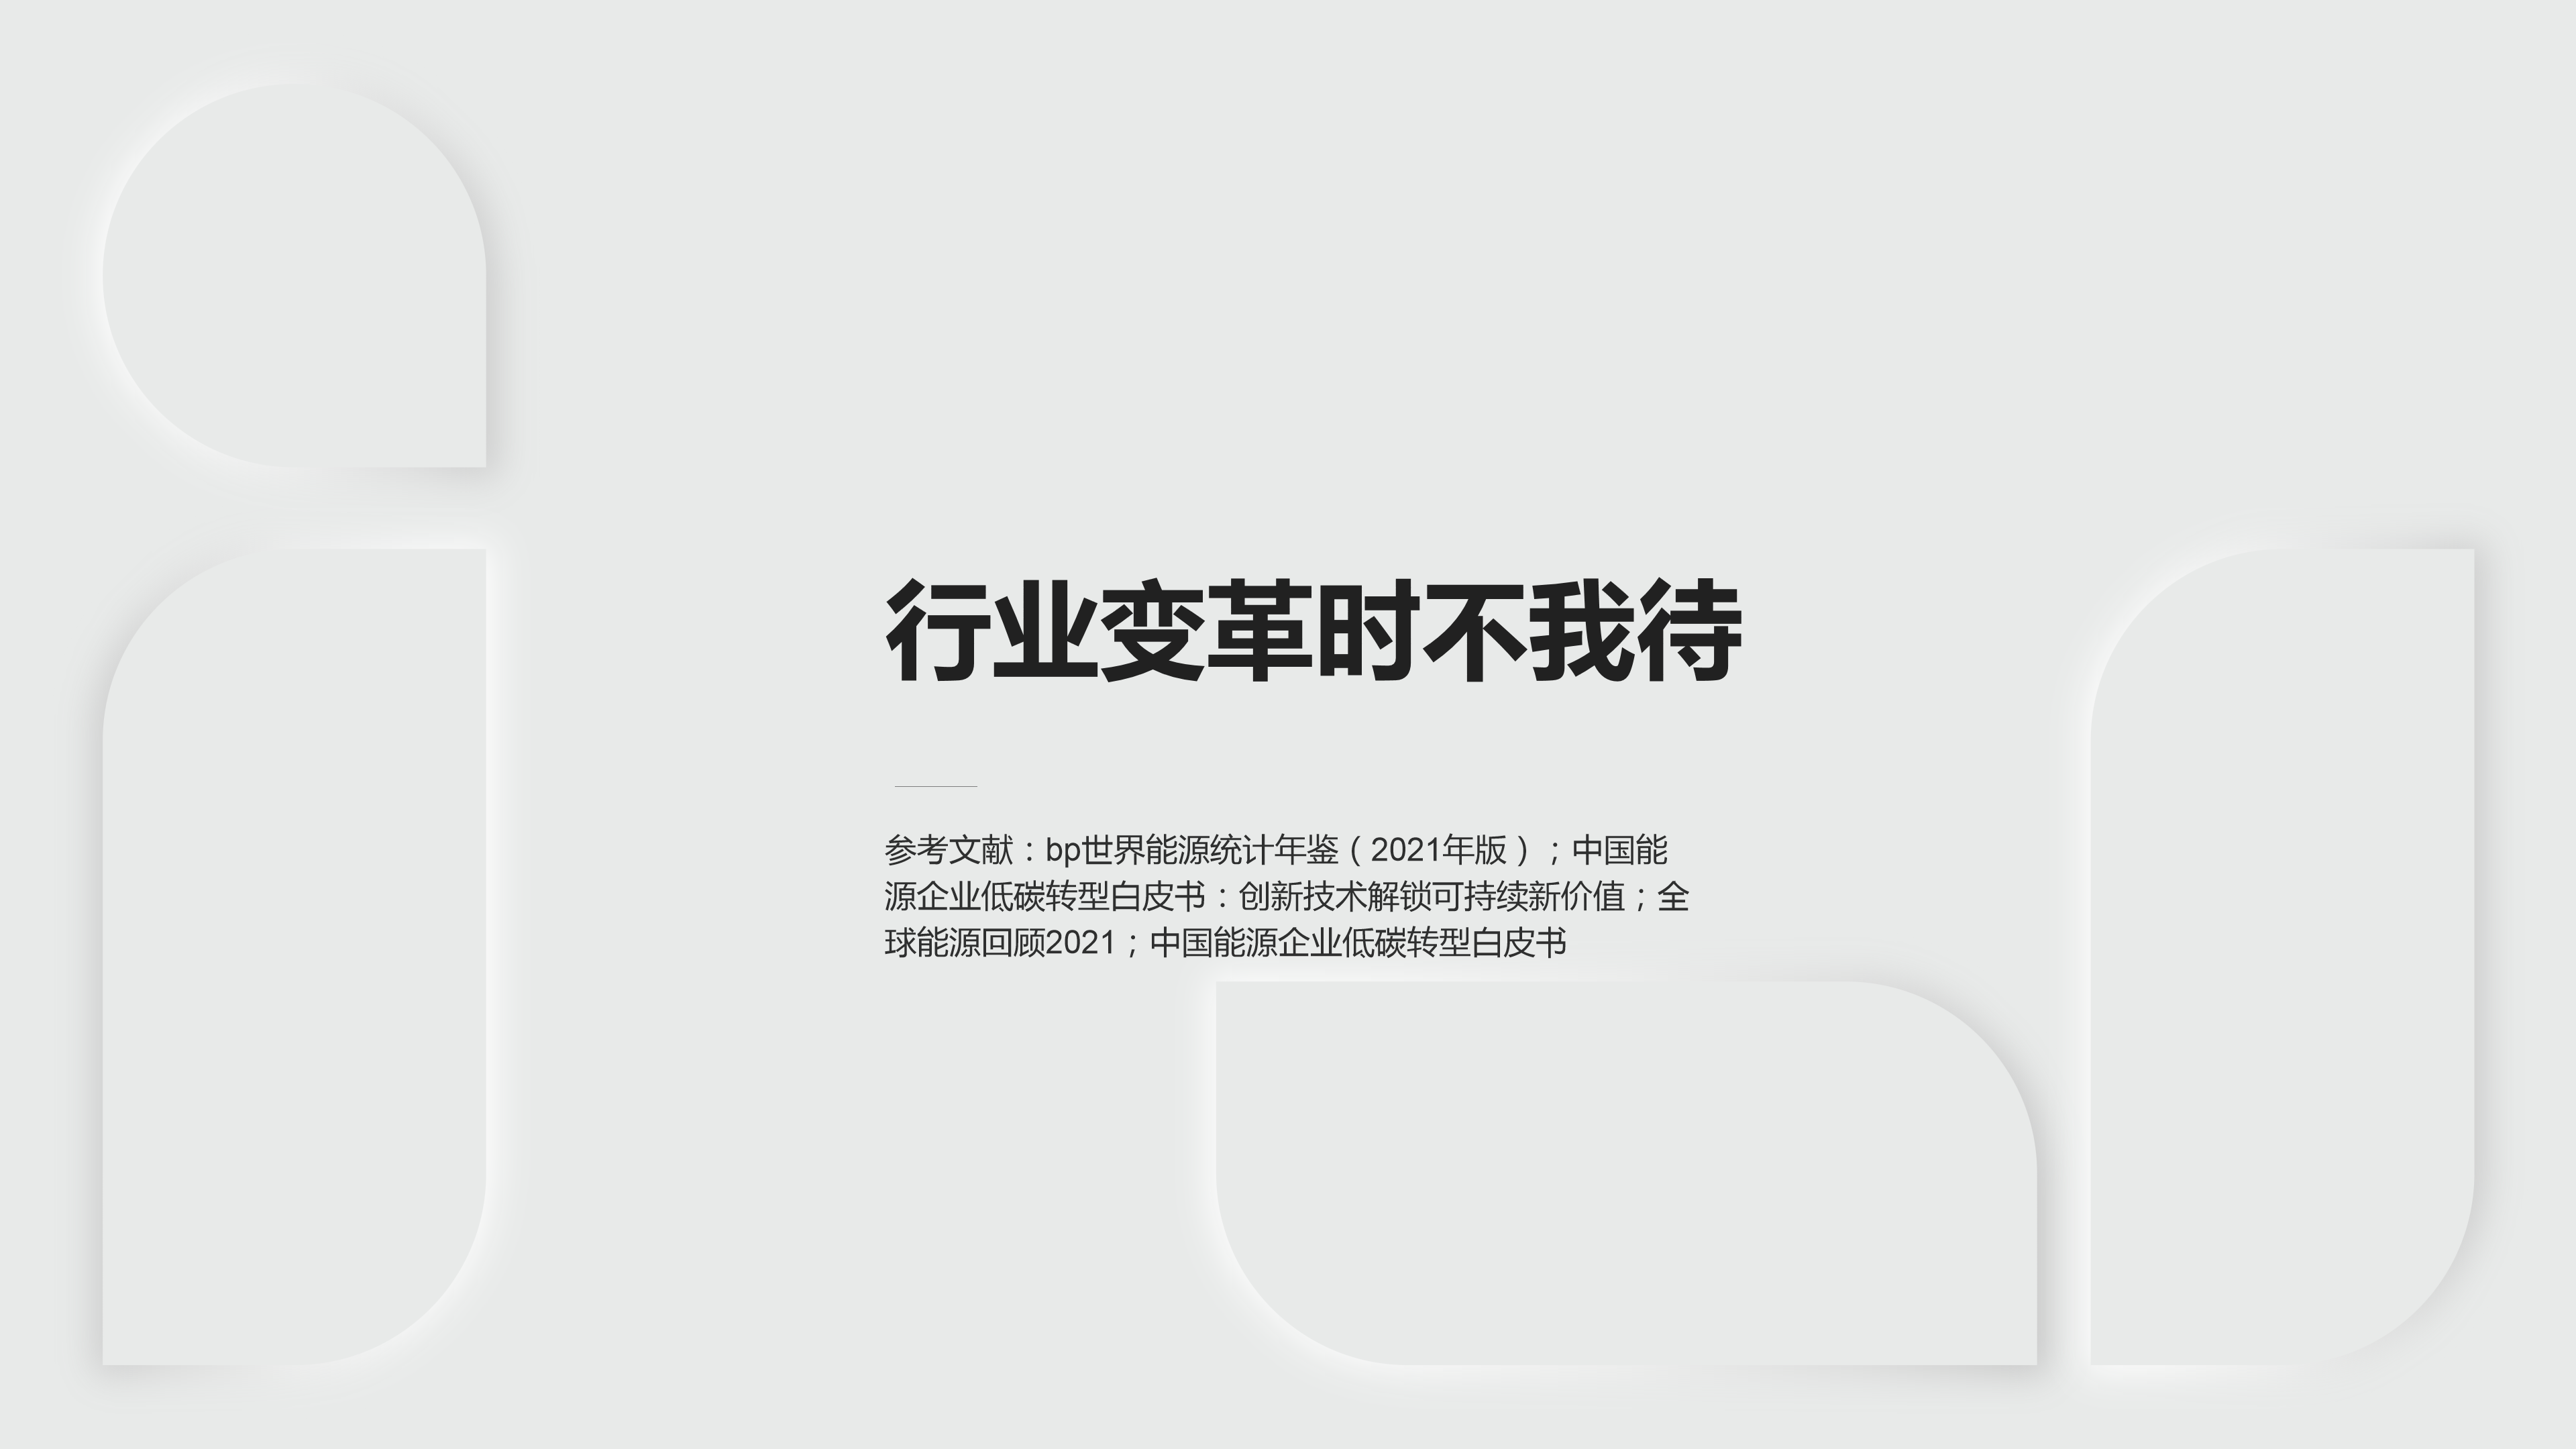 行业变革时不我待
参考文献：bp世界能源统计年鉴（2021年版）；中国能
源企业低碳转型白皮书：创新技术解锁可持续新价值；全
球能源回顾2021；中国能源企业低碳转型白皮书